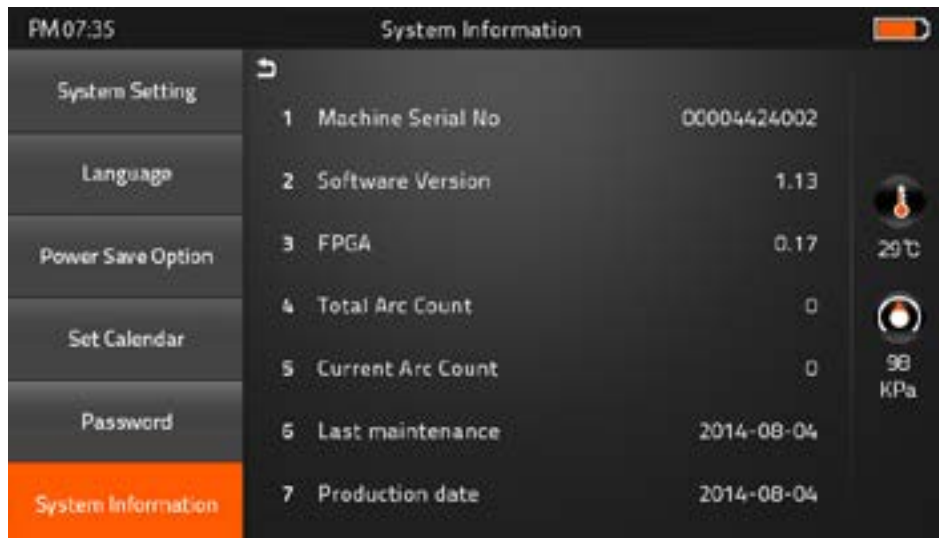 PM 07:35 System Information
System Setting
Language
Power Save Option
Set Calendar
Password
System Information
1 Machine Serial No 00004424002
2 Software Version 1.13
3 FPGA 0.17
4 Total Arc Count 0
5 Current Arc Count 0
6 Last maintenance 2014-08-04
7 Production date 2014-08-04
29℃
98
KPa